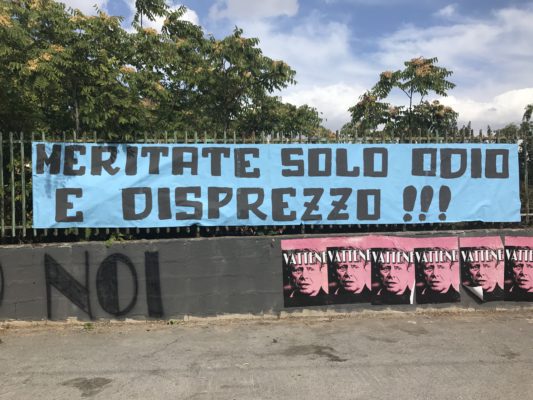 MERITATE SOLO ODIO
E DISPREZZO !!!
NOI
VATTENE VATTENE VATTENE VATTENE VATTENE VATTENE